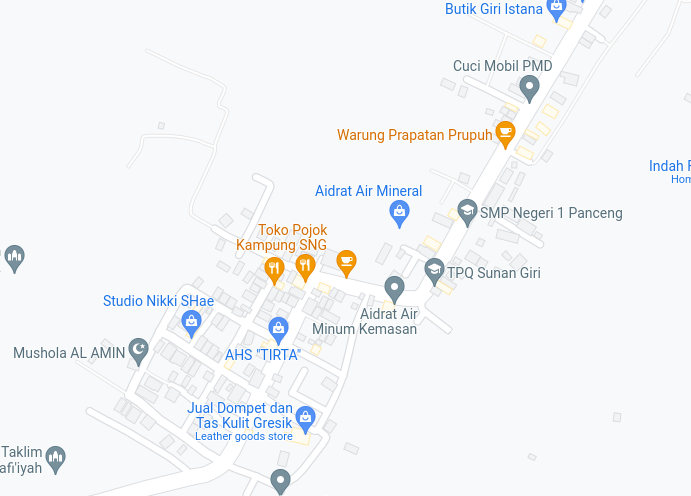 Butik Giri Istana
Cuci Mobil PMD
Warung Prapatan Prupuh
Indah
Hom
Aidrat Air Mineral
SMP Negeri 1 Panceng
Toko Pojok
Kampung SNG
TPQ Sunan Giri
Studio Nikki SHae
Aidrat Air
Minum Kemasan
Mushola AL AMIN
AHS "TIRTA"
Jual Dompet dan
Tas Kulit Gresik
Leather goods store
Taklim
afi'iyah